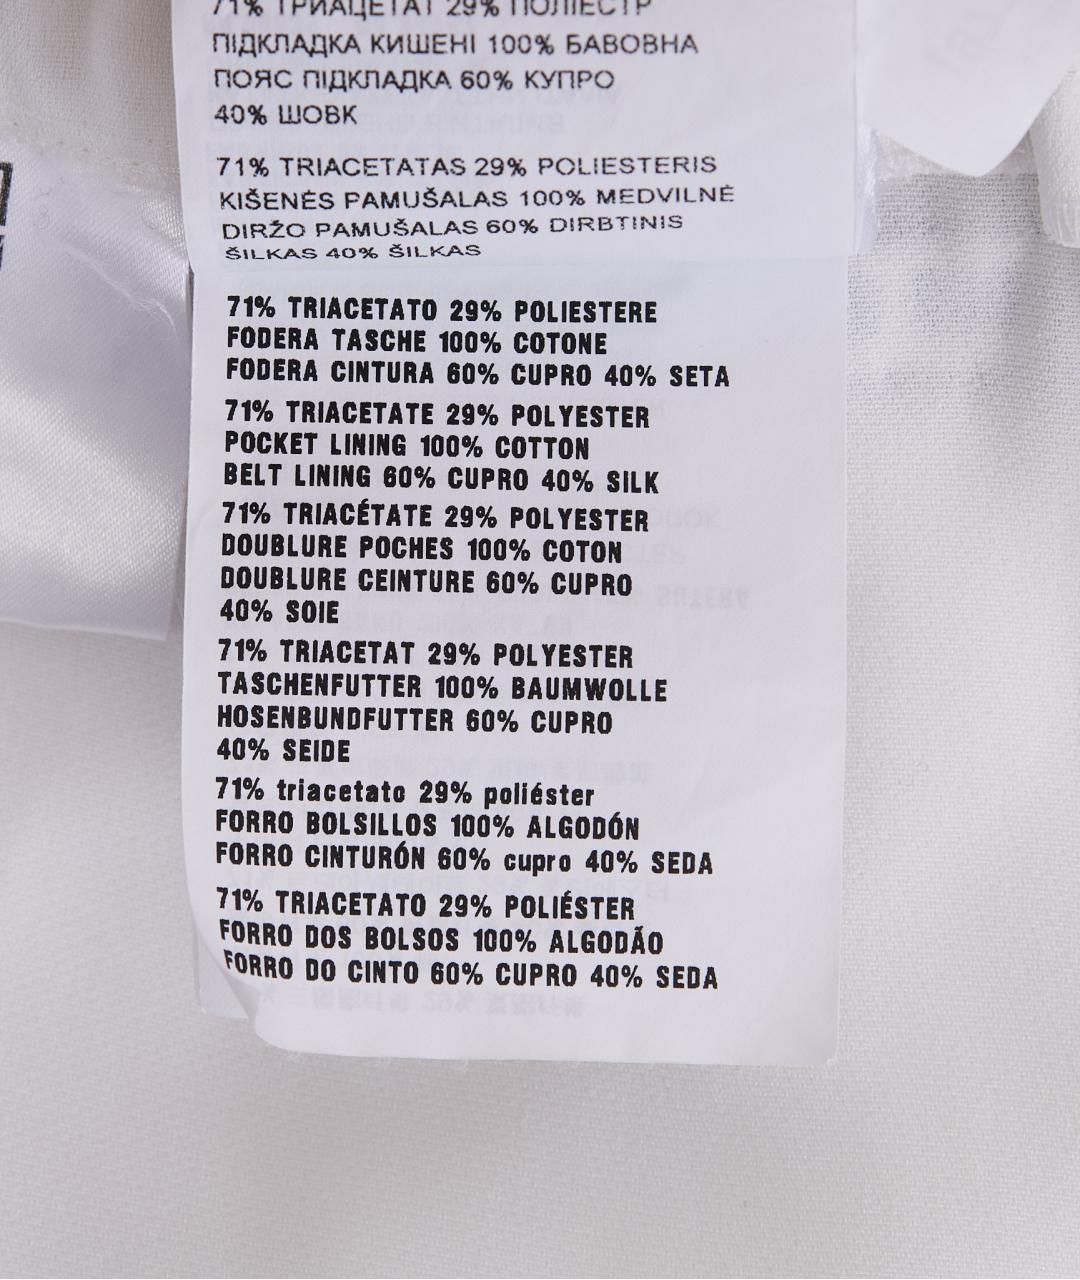 71% ТРИАЦЕТАТ 29% ПОЛІЕСТР
ПІДКЛАДКА КИШЕНІ 100% БАВОВНА
ПОЯС ПІДКЛАДКА 60% КУПРО
40% ШОВК
71% TRIACETATAS 29% POLIESTERIS
KIŠENĖS PAMUŠALAS 100% MEDVILNĖ
DIRŽO PAMUŠALAS 60% DIRBTINIS
ŠILKAS 40% ŠILKAS
71% TRIACETATO 29% POLIESTERE
FODERA TASCHE 100% COTONE
FODERA CINTURA 60% CUPRO 40% SETA
71% TRIACETATE 29% POLYESTER
POCKET LINING 100% COTTON
BELT LINING 60% CUPRO 40% SILK
71% TRIACÉTATE 29% POLYESTER
DOUBLURE POCHES 100% COTON
DOUBLURE CEINTURE 60% CUPRO
40% SOIE
71% TRIACETAT 29% POLYESTER
TASCHENFUTTER 100% BAUMWOLLE
HOSENBUNDFUTTER 60% CUPRO
40% SEIDE
71% triacetato 29% poliéster
FORRO BOLSILLOS 100% ALGODÓN
FORRO CINTURÓN 60% cupro 40% SEDA
71% TRIACETATO 29% POLIÉSTER
FORRO DOS BOLSOS 100% ALGODÃO
FORRO DO CINTO 60% CUPRO 40% SEDA